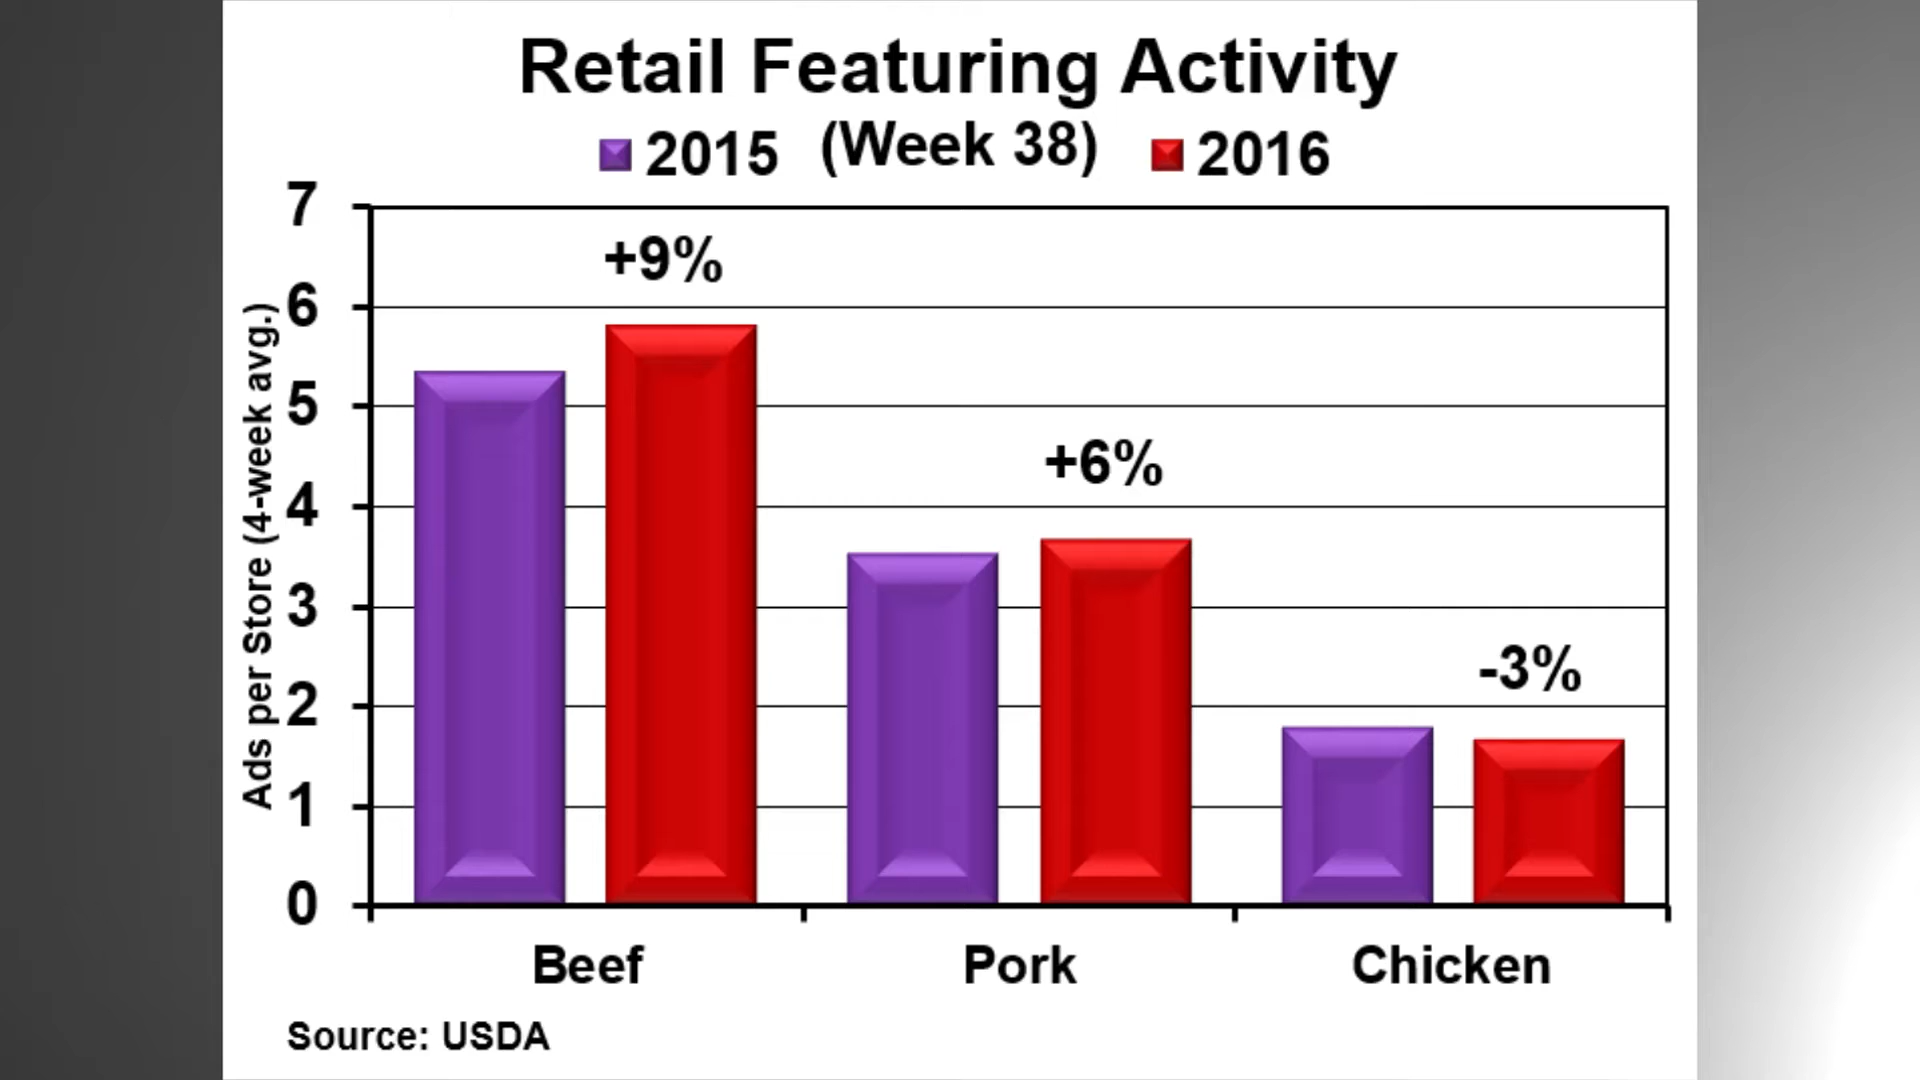 Retail Featuring Activity
2015 (Week 38) 2016
7
+9%
6
5
+6%
4
3
-3%
2
1
0
Ads per Store (4-week avg.)
Beef Pork Chicken
Source: USDA